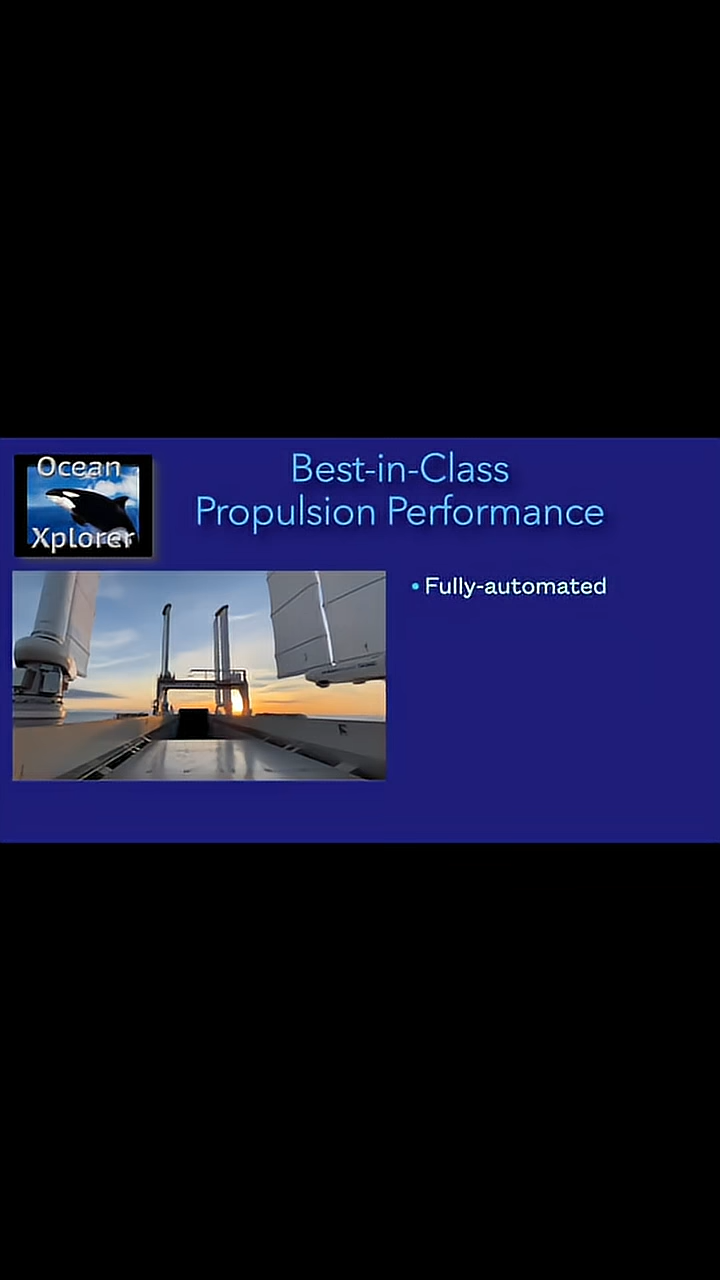 Ocean
Xplorer
Best-in-Class
Propulsion Performance
• Fully-automated